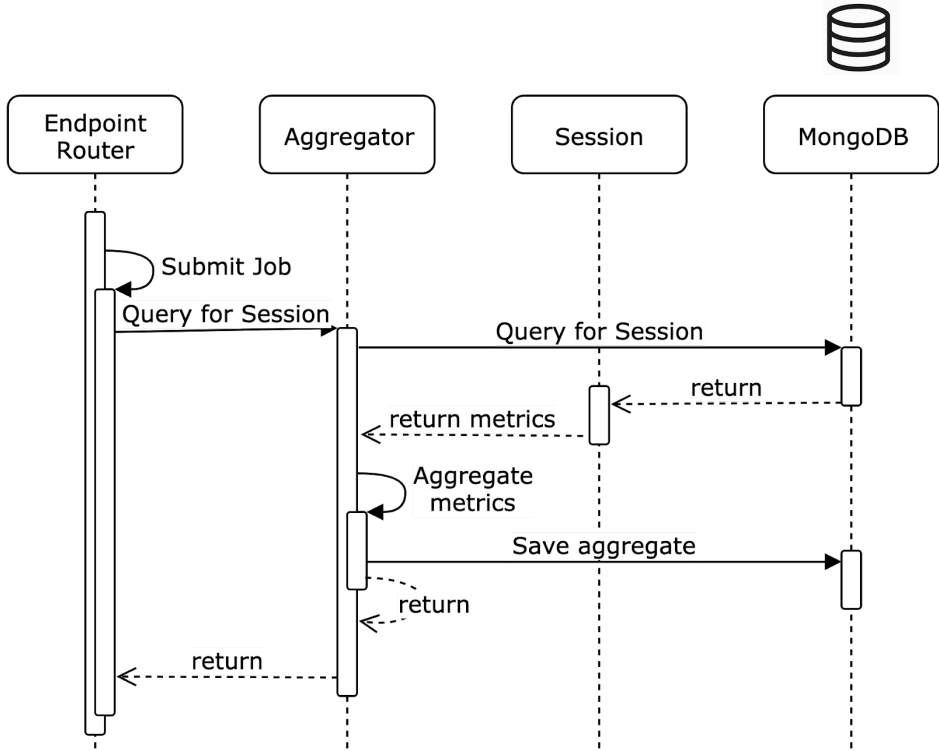 Endpoint
Router
Aggregator
Session
MongoDB
Submit Job
Query for Session
Query for Session
return
return metrics
Aggregate
metrics
Save aggregate
return
return